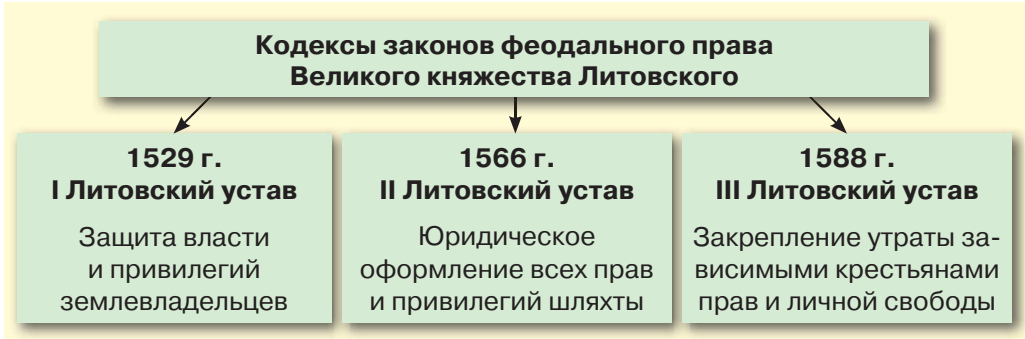 Кодексы законов феодального права
Великого княжества Литовского
1529 г.
I Литовский устав
Защита власти
и привилегий
землевладельцев
1566 г.
II Литовский устав
Юридическое
оформление всех прав
и привилегий шляхты
1588 г.
III Литовский устав
Закрепление утраты за-
висимыми крестьянами
прав и личной свободы